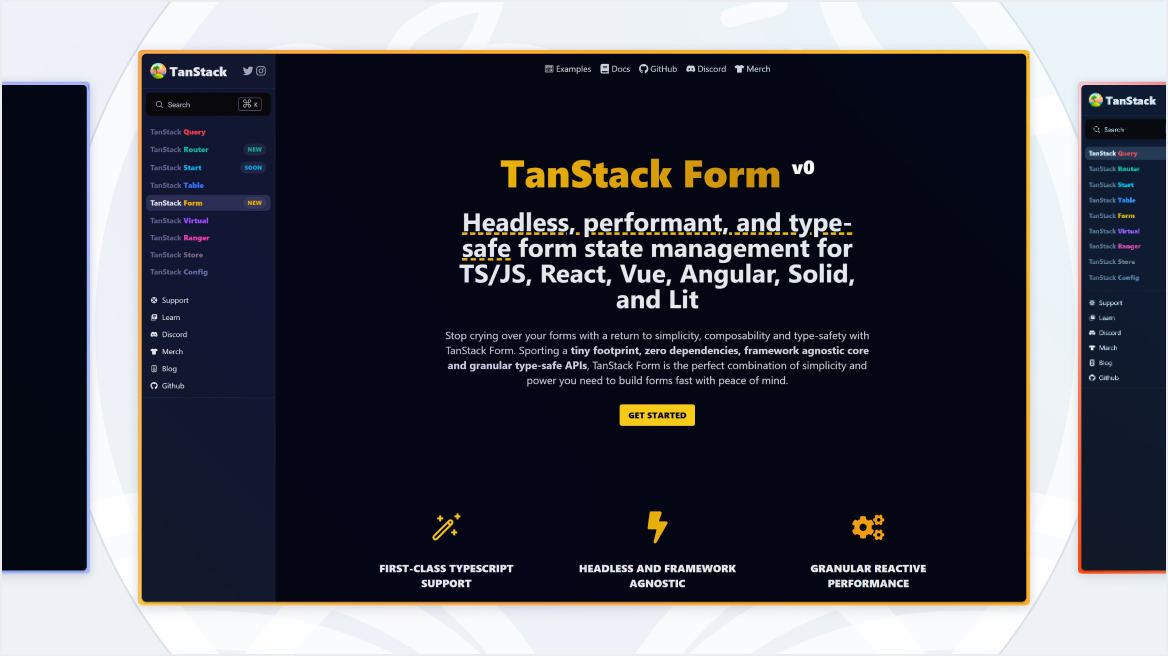 TanStack
Search
⌘ K
TanStack Query
TanStack Router NEW
TanStack Start SOON
TanStack Table
TanStack Form NEW
TanStack Virtual
TanStack Ranger
TanStack Store
TanStack Config
Support
Learn
Discord
Merch
Blog
Github
Examples Docs GitHub Discord Merch
TanStack Form v0
Headless, performant, and type-
safe form state management for
TS/JS, React, Vue, Angular, Solid,
and Lit
Stop crying over your forms with a return to simplicity, composability and type-safety with
TanStack Form. Sporting a tiny footprint, zero dependencies, framework agnostic core
and granular type-safe APIs, TanStack Form is the perfect combination of simplicity and
power you need to build forms fast with peace of mind.
GET STARTED
FIRST-CLASS TYPESCRIPT
SUPPORT
HEADLESS AND FRAMEWORK
AGNOSTIC
GRANULAR REACTIVE
PERFORMANCE
TanStack
Search
TanStack Query
TanStack Router
TanStack Start
TanStack Table
TanStack Form
TanStack Virtual
TanStack Ranger
TanStack Store
TanStack Config
Support
Learn
Discord
Merch
Blog
Github